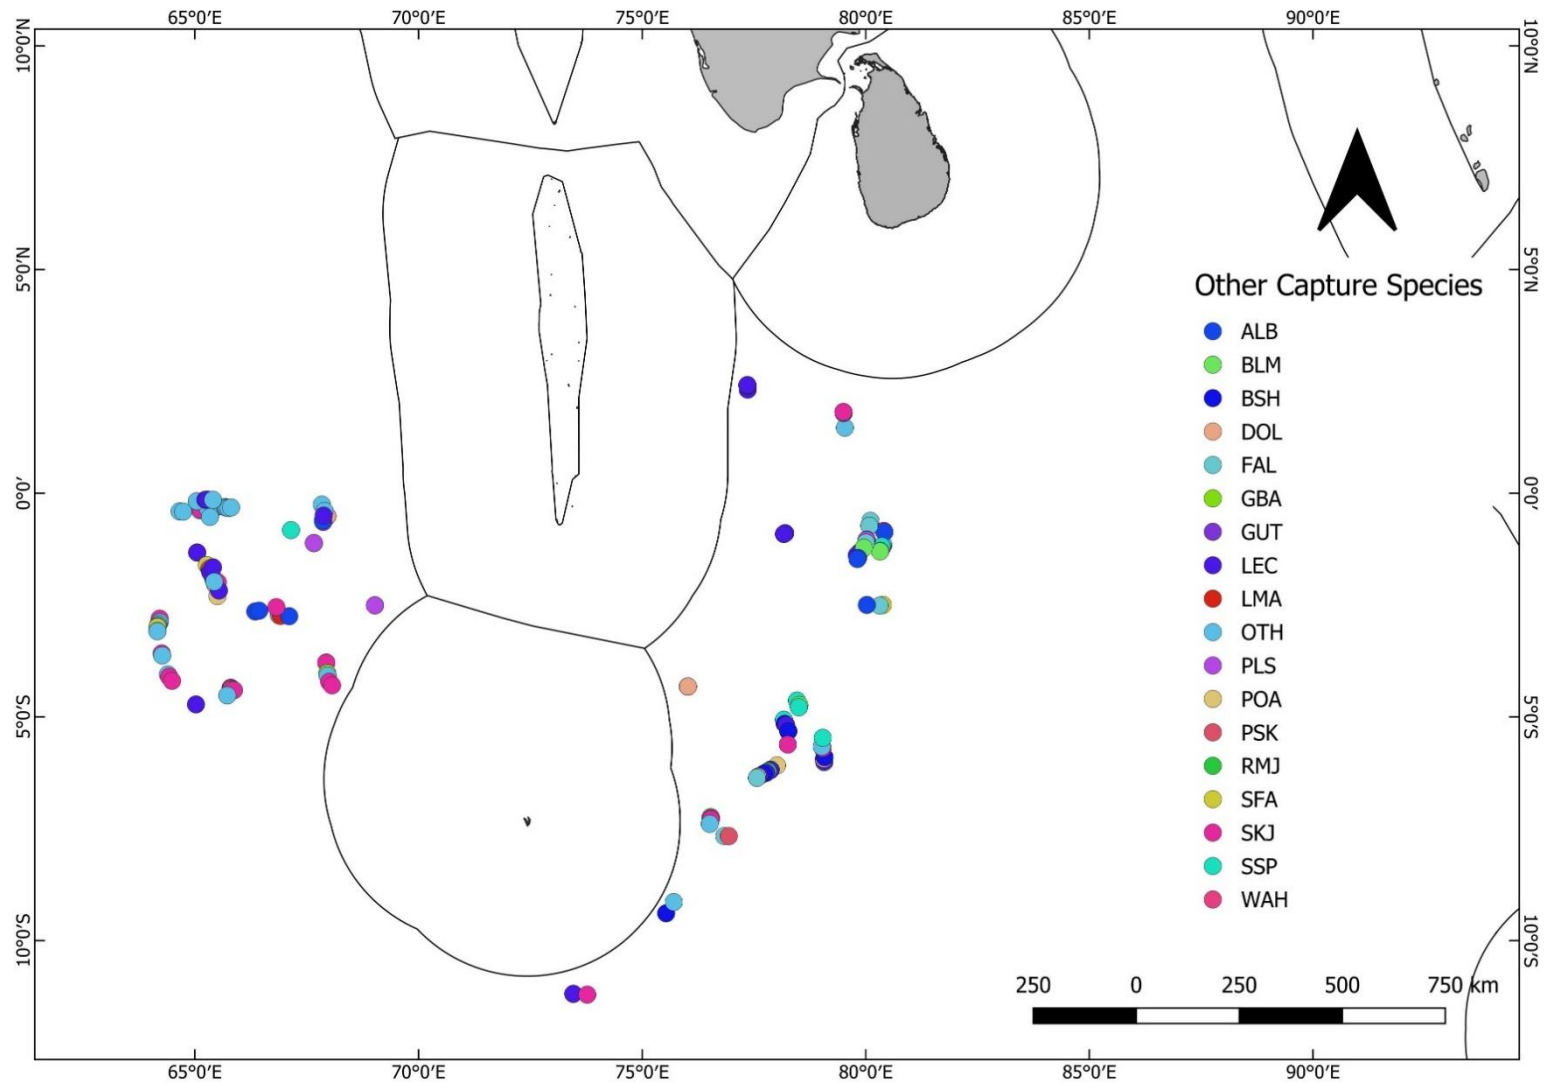 65°0′E 70°0′E 75°0′E 80°0′E 85°0′E 90°0′E
10°0′N 10°0′N
5°0′N 5°0′N
Other Capture Species
ALB
BLM
BSH
DOL
FAL
0°0′ 0°0′
GBA
GUT
LEC
LMA
OTH
PLS
POA
5°0′S 5°0′S
PSK
RMJ
SFA
SKJ
SSP
WAH
10°0′S 10°0′S
250 0 250 500 750 km
65°0′E 70°0′E 75°0′E 80°0′E 85°0′E 90°0′E